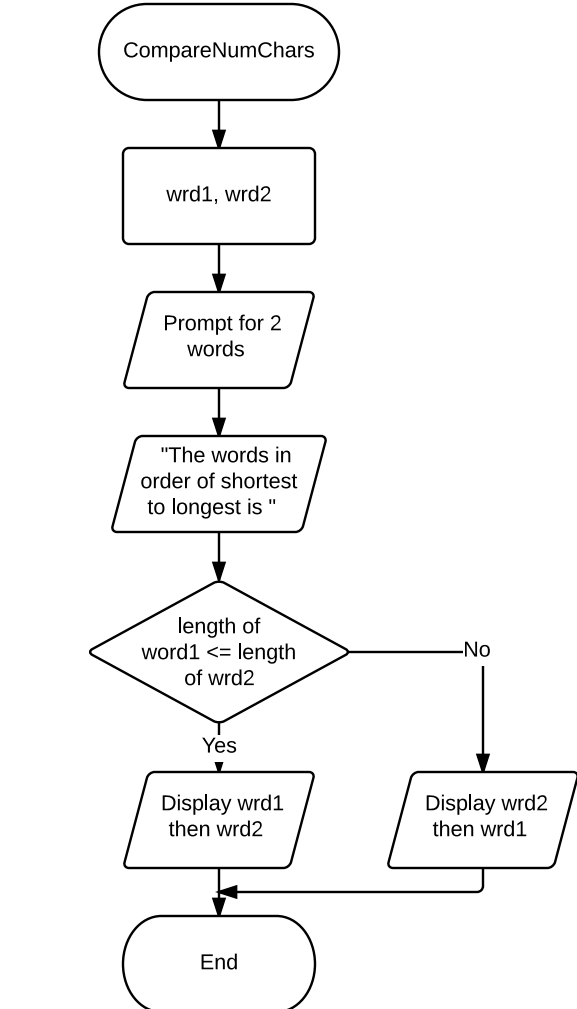 CompareNumChars
wrd1, wrd2
Prompt for 2
words
"The words in
order of shortest
to longest is "
length of
word1 <= length
of wrd2
No
Yes
Display wrd1
then wrd2
Display wrd2
then wrd1
End